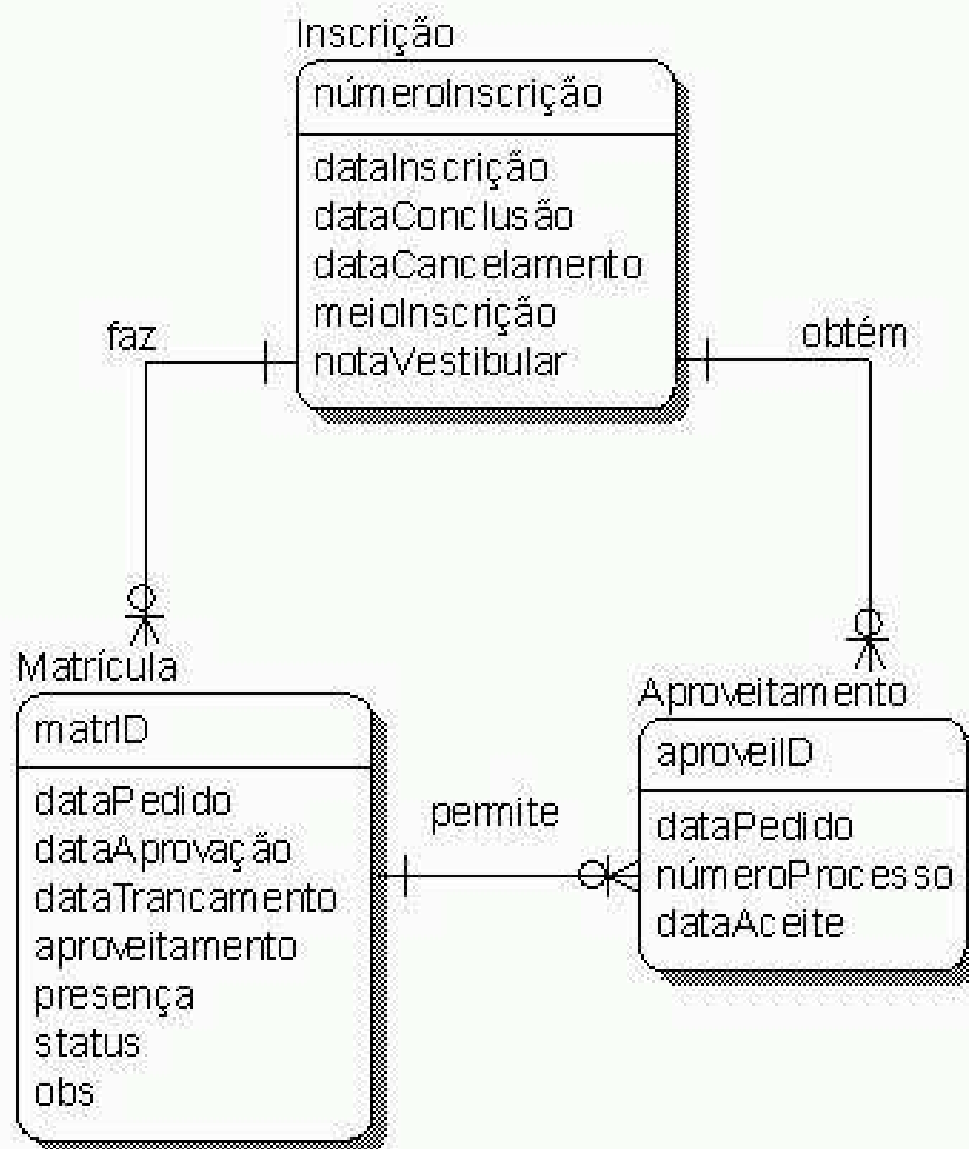 Inscrição
númeroInscrição
dataInscrição
dataConclusão
dataCancelamento
meioInscrição
notaVestibular
faz
obtém
Matrícula
matrID
dataPedido
dataAprovação
dataTrancamento
aproveitamento
presença
status
obs
permite
Aproveitamento
aproveiID
dataPedido
númeroProcesso
dataAceite